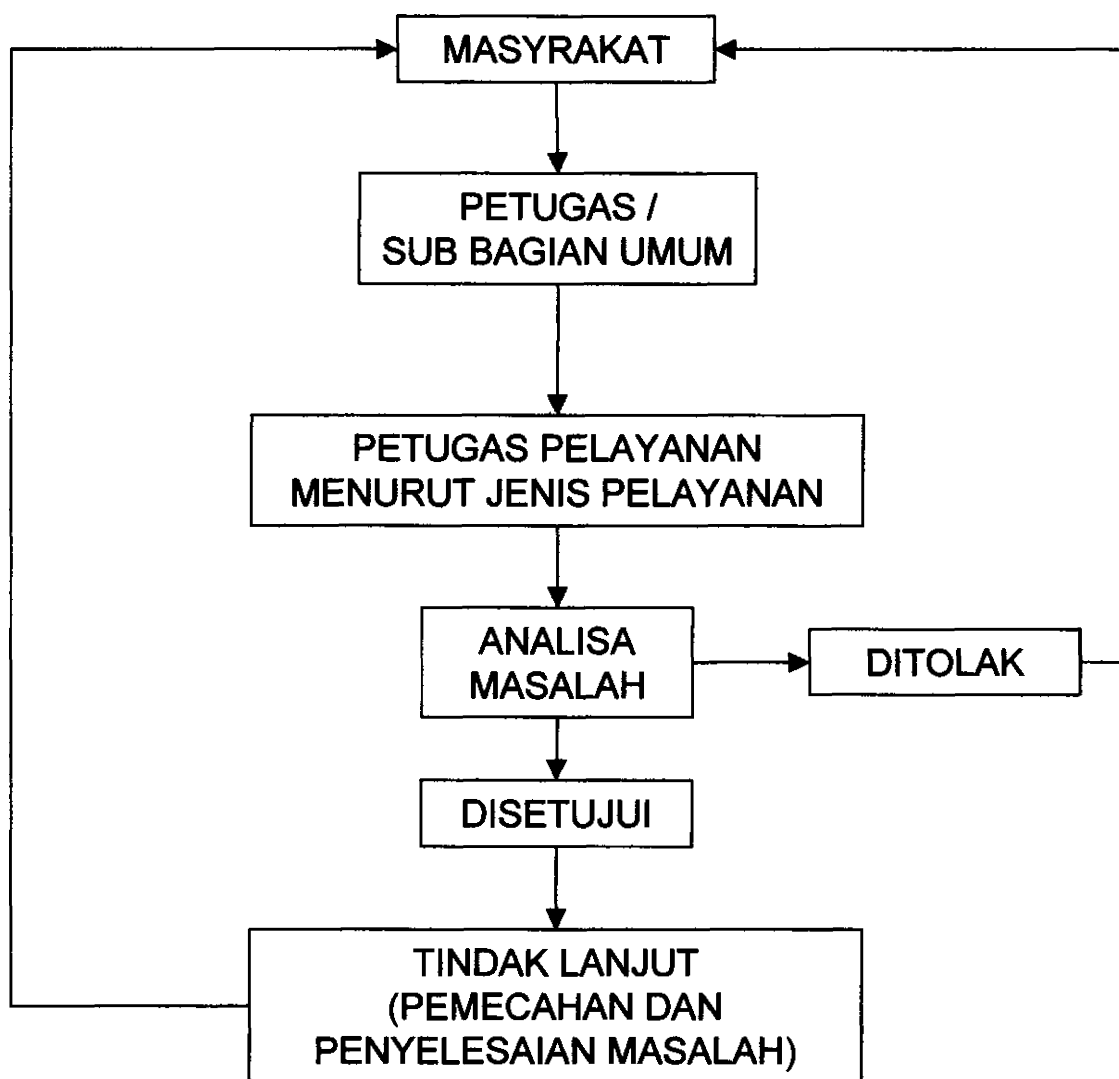 MASYRAKAT
PETUGAS /
SUB BAGIAN UMUM
PETUGAS PELAYANAN
MENURUT JENIS PELAYANAN
ANALISA
MASALAH
DITOLAK
DISETUJUI
TINDAK LANJUT
(PEMECAHAN DAN
PENYELESAIAN MASALAH)